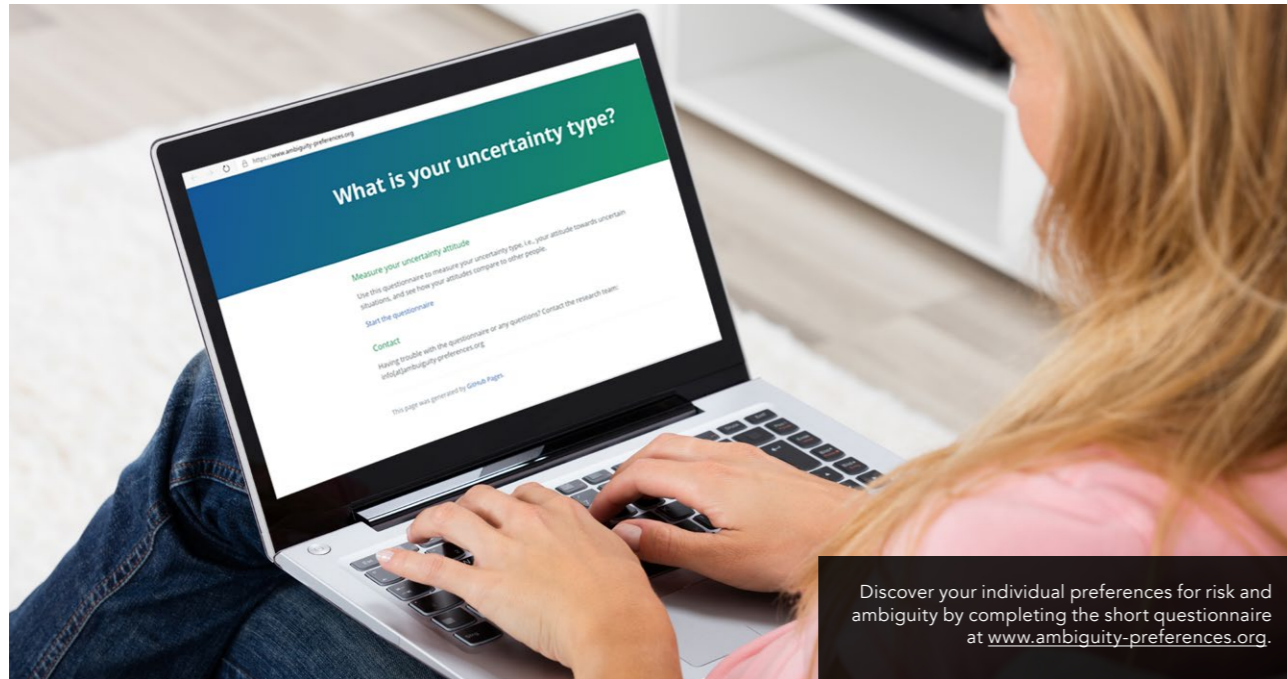 https://www.ambiguity-preferences.org
What is your uncertainty type?
Measure your uncertainty attitude
Use this questionnaire to measure your uncertainty type, i.e., your attitude towards uncertain
situations, and see how your attitudes compare to other people.
Start the questionnaire
Contact
Having trouble with the questionnaire or any questions? Contact the research team:
info[at]ambuiguity-preferences.org
This page was generated by GitHub Pages
Discover your individual preferences for risk and
ambiguity by completing the short questionnaire
at www.ambiguity-preferences.org.